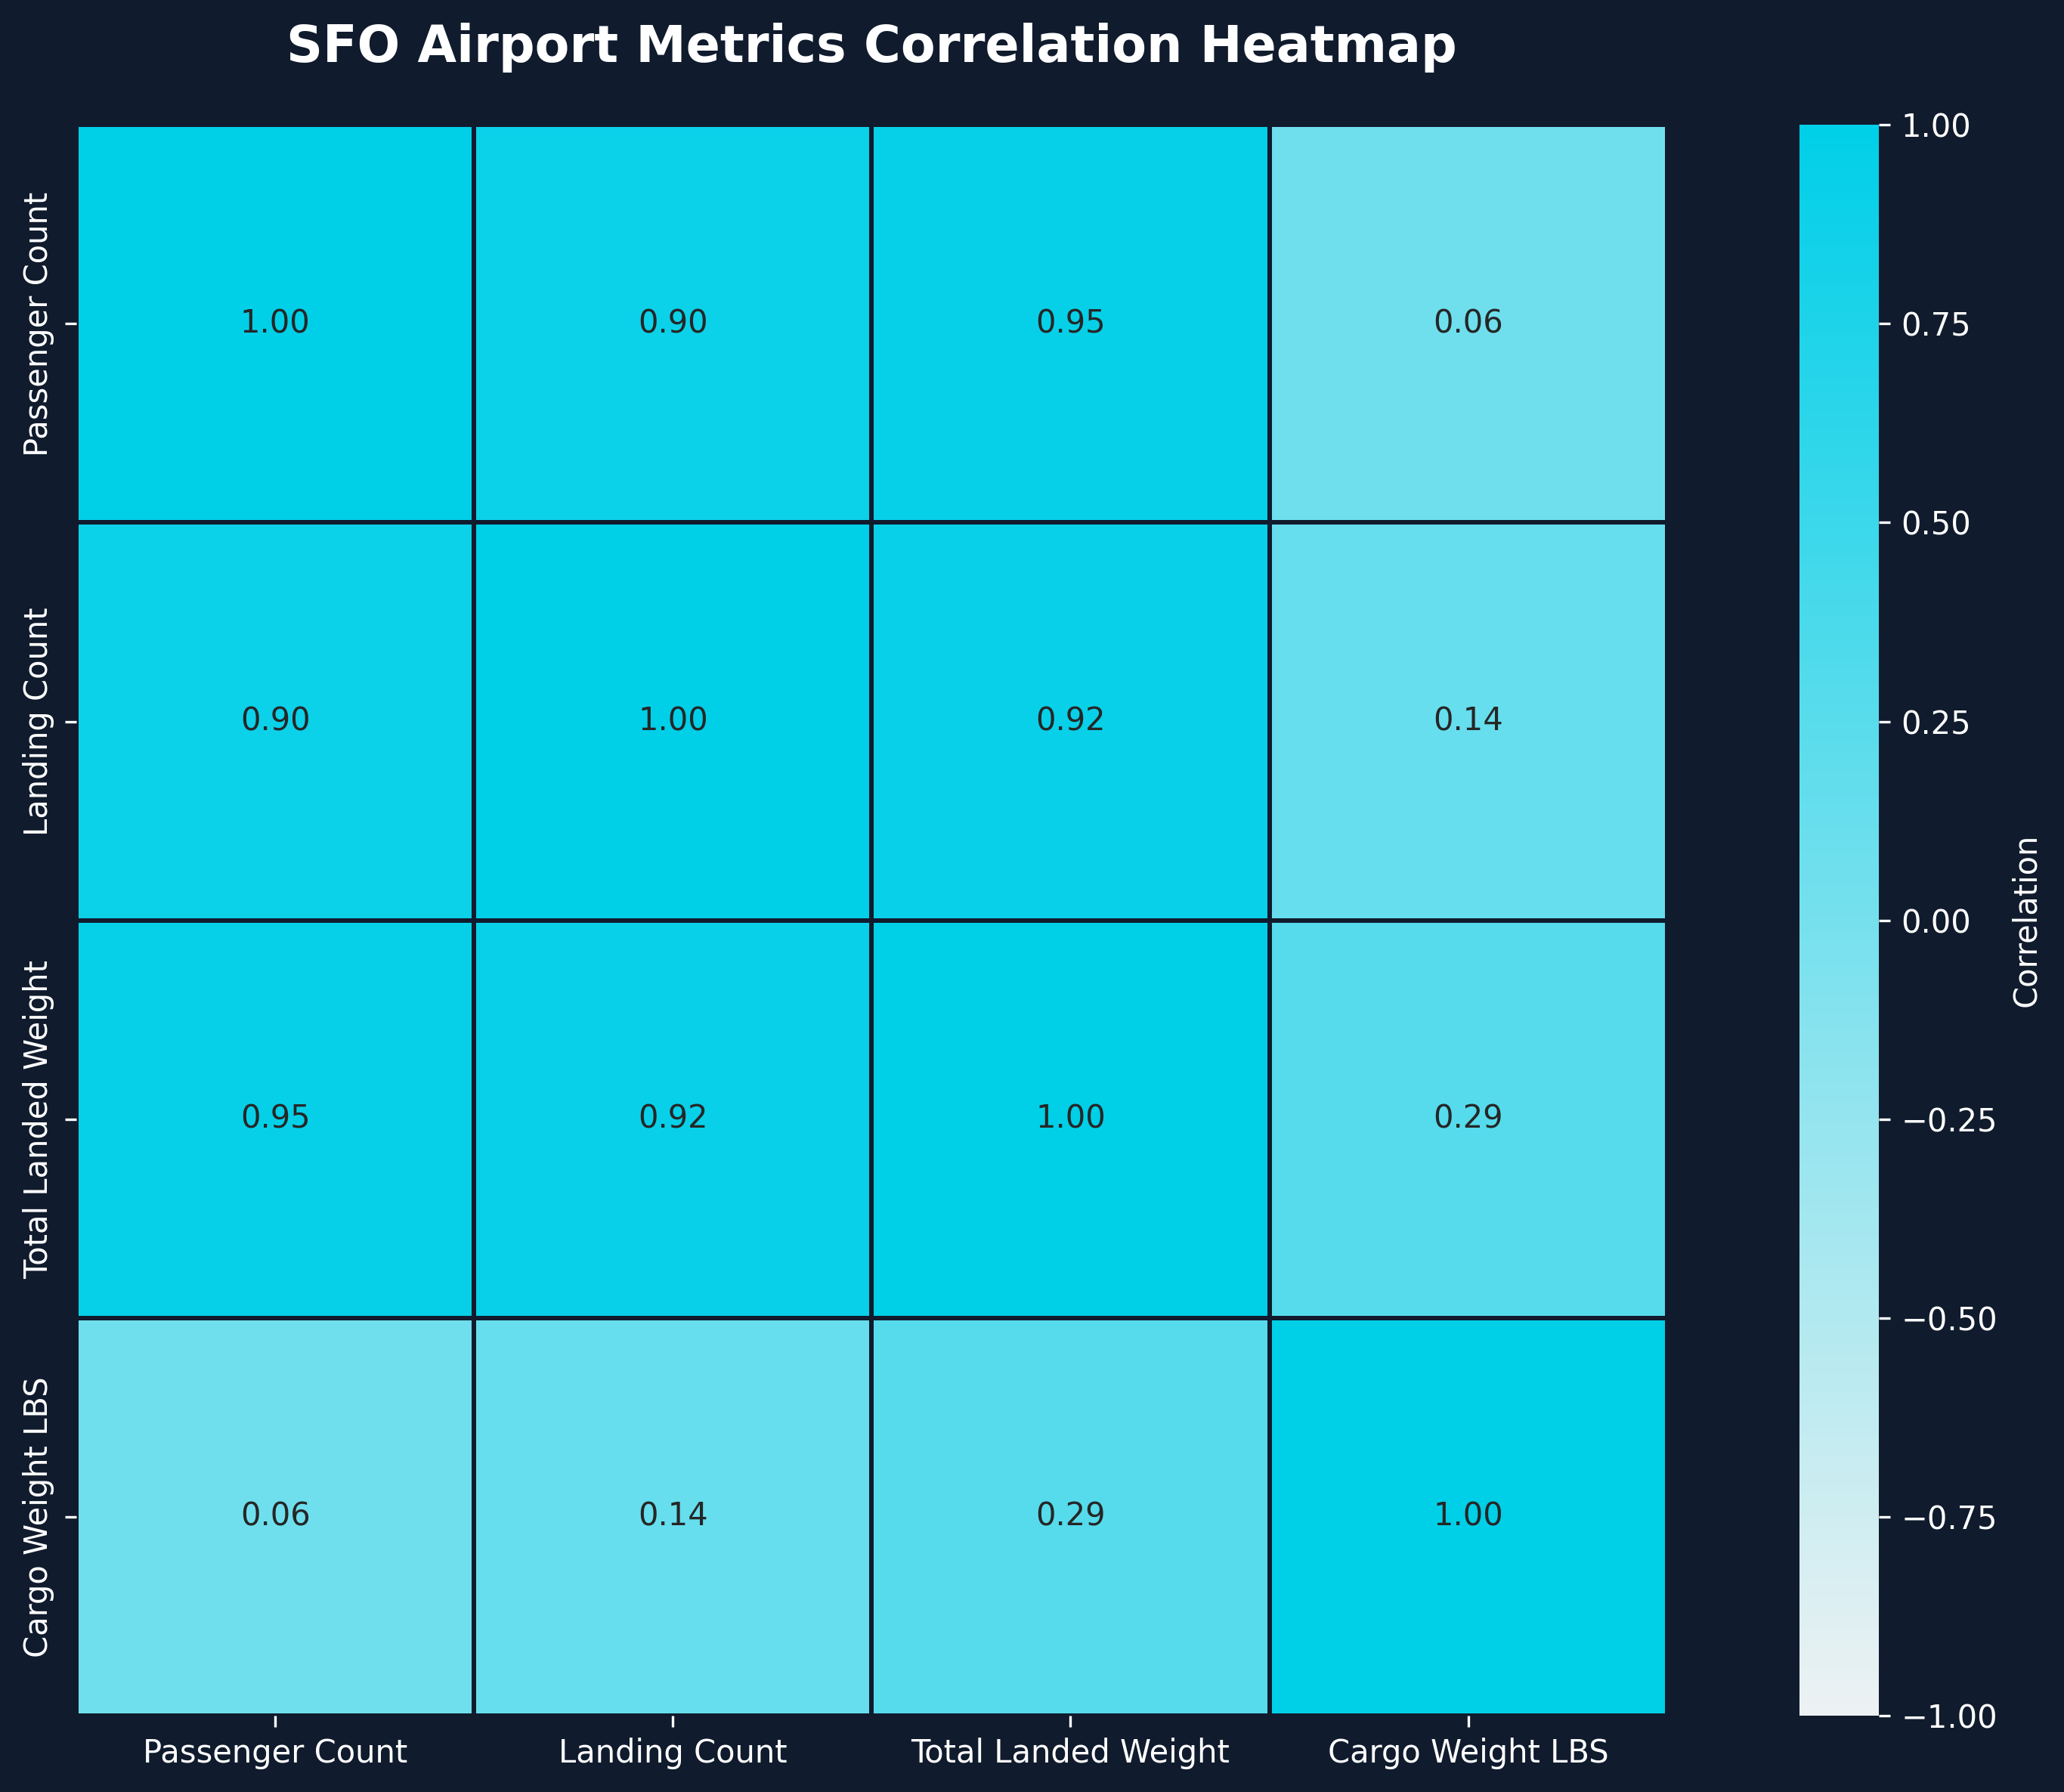 SFO Airport Metrics Correlation Heatmap
Passenger Count
1.00
0.90
0.95
0.06
Landing Count
0.90
1.00
0.92
0.14
Total Landed Weight
0.95
0.92
1.00
0.29
Cargo Weight LBS
0.06
0.14
0.29
1.00
Passenger Count
Landing Count
Total Landed Weight
Cargo Weight LBS
1.00
0.75
0.50
0.25
0.00
−0.25
−0.50
−0.75
−1.00
Correlation